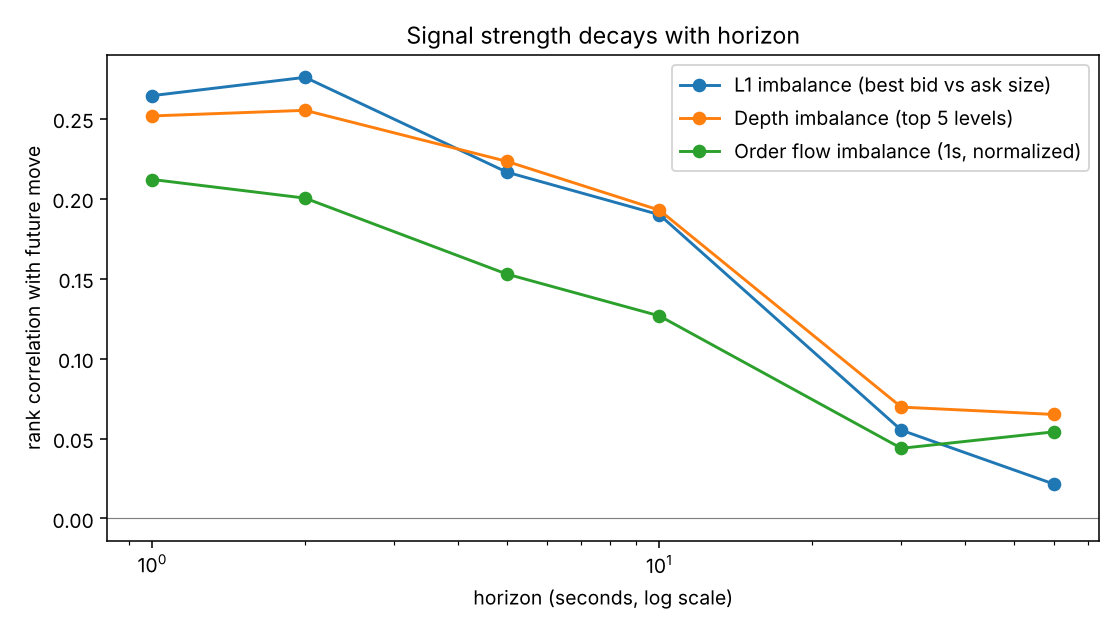 Signal strength decays with horizon
L1 imbalance (best bid vs ask size)
Depth imbalance (top 5 levels)
Order flow imbalance (1s, normalized)
rank correlation with future move
0.25
0.20
0.15
0.10
0.05
0.00
10⁰
10¹
horizon (seconds, log scale)